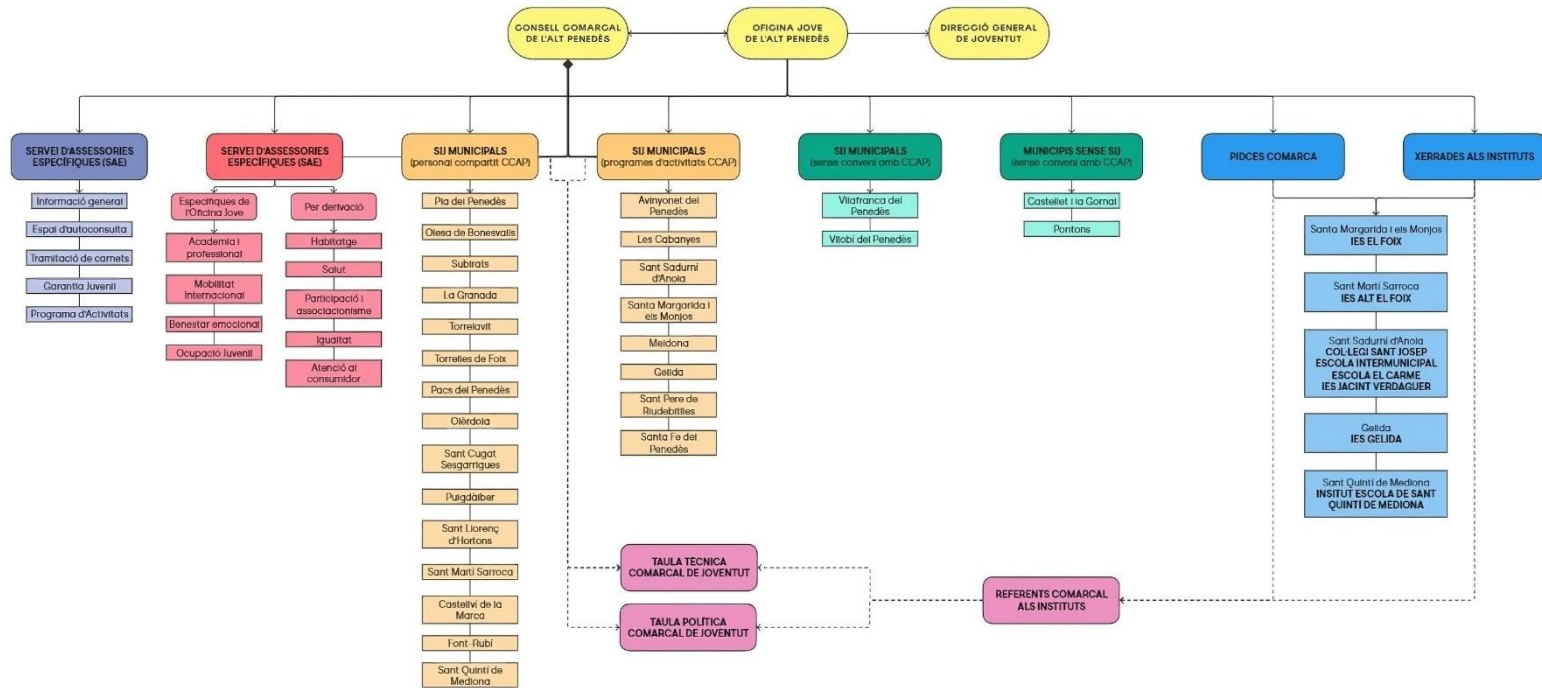 CONSELL COMARCAL
DE L'ALT PENEDÈS
OFICINA JOVE
DE L'ALT PENEDÈS
DIRECCIÓ GENERAL
DE JOVENTUT
SERVEI D'ASSESSORIES
ESPECÍFIQUES (SAE)
Informació general
Espai d'autoconsulta
Tramitació de carnets
Garantia Juvenil
Programa d'Activitats
SERVEI D'ASSESSORIES
ESPECÍFIQUES (SAE)
Específiques de
l'Oficina Jove
Acadèmia i
professional
Mobilitat
Internacional
Benestar emocional
Ocupació Juvenil
Per derivació
Habitatge
Salut
Participació i
associacionisme
Igualtat
Atenció al
consumidor
SIJ MUNICIPALS
(personal compartit CCAP)
Pla del Penedès
Olesa de Bonesvalls
Subirats
La Granada
Torrelavit
Torrelles de Foix
Pacs del Penedès
Olèrdola
Sant Cugat
Sesgarrigues
Puigdàlber
Sant Llorenç
d'Hortons
Sant Martí Sarroca
Castellví de la
Marca
Font-Rubí
Sant Quintí de
Mediona
SIJ MUNICIPALS
(programes d'activitats CCAP)
Avinyonet del
Penedès
Les Cabanyes
Sant Sadurní
d'Anoia
Santa Margarida i
els Monjos
Meidona
Gelida
Sant Pere de
Riudebitlles
Santa Fe del
Penedès
SIJ MUNICIPALS
(sense conveni amb CCAP)
Vilafranca del
Penedès
Vilobí del Penedès
MUNICIPIS SENSE SIJ
(sense conveni amb CCAP)
Castellet i la Gornal
Pontons
PIDCES COMARCA
XERRADES ALS INSTITUTS
Santa Margarida i els Monjos
IES EL FOIX
Sant Martí Sarroca
IES ALT EL FOIX
Sant Sadurní d'Anoia
COL·LEGI SANT JOSEP
ESCOLA INTERMUNICIPAL
ESCOLA EL CARME
IES JACINT VERDAGUER
Gelida
IES GELIDA
Sant Quintí de Mediona
INSITUT ESCOLA DE SANT
QUINTÍ DE MEDIONA
TAULA TÈCNICA
COMARCAL DE JOVENTUT
TAULA POLÍTICA
COMARCAL DE JOVENTUT
REFERENTS COMARCAL
ALS INSTITUTS